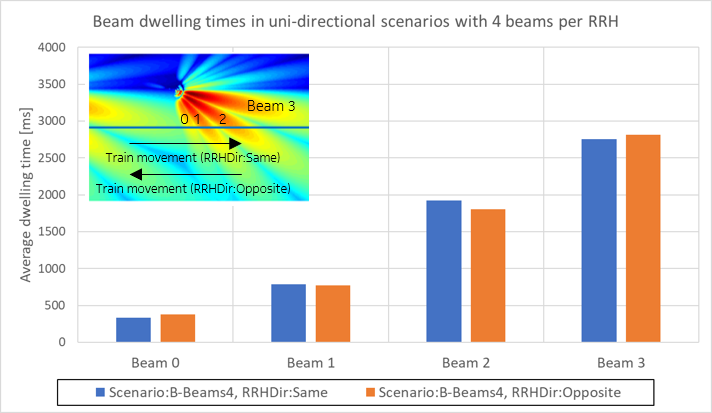 Beam dwelling times in uni-directional scenarios with 4 beams per RRH
Average dwelling time [ms]
4000
3500
3000
2500
2000
1500
1000
500
0
Beam 3
0 1 2
Train movement (RRHDir:Same)
Train movement (RRHDir:Opposite)
Beam 0 Beam 1 Beam 2 Beam 3
Scenario:B-Beams4, RRHDir:Same Scenario:B-Beams4, RRHDir:Opposite